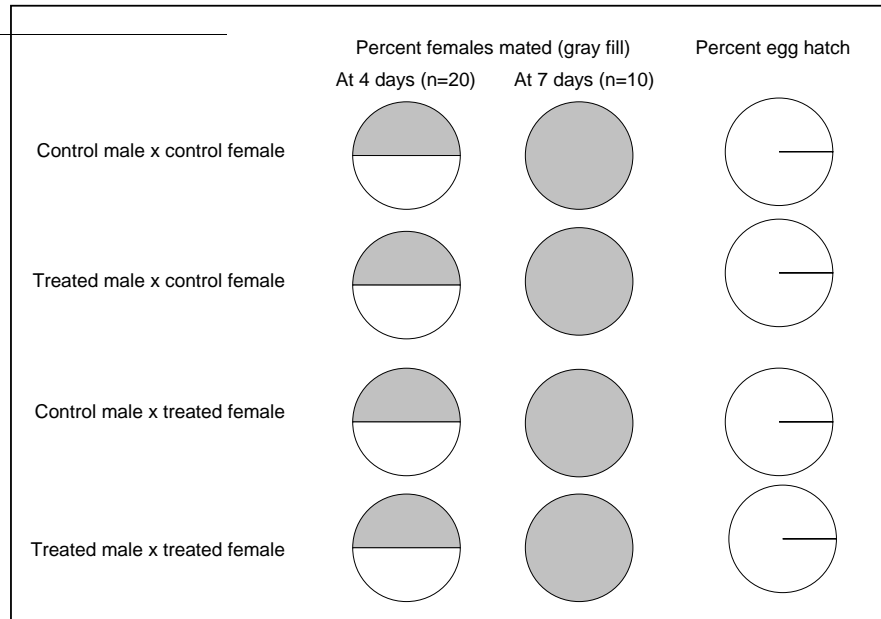 Percent females mated (gray fill) Percent egg hatch
At 4 days (n=20) At 7 days (n=10)
Control male x control female
Treated male x control female
Control male x treated female
Treated male x treated female